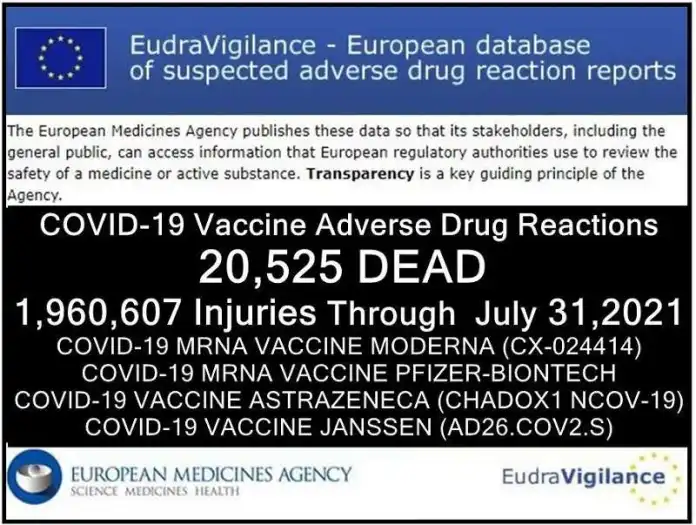 EudraVigilance - European database
of suspected adverse drug reaction reports
The European Medicines Agency publishes these data so that its stakeholders, including the
general public, can access information that European regulatory authorities use to review the
safety of a medicine or active substance. Transparency is a key guiding principle of the
Agency.
COVID-19 Vaccine Adverse Drug Reactions
20,525 DEAD
1,960,607 Injuries Through July 31,2021
COVID-19 MRNA VACCINE MODERNA (CX-024414)
COVID-19 MRNA VACCINE PFIZER-BIONTECH
COVID-19 VACCINE ASTRAZENECA (CHADOX1 NCOV-19)
COVID-19 VACCINE JANSSEN (AD26.COV2.S)
EUROPEAN MEDICINES AGENCY
SCIENCE MEDICINES HEALTH
EudraVigilance